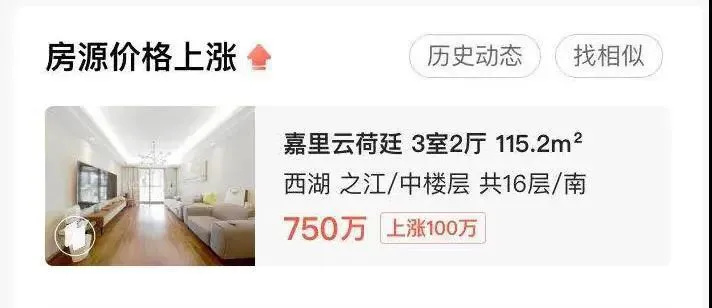 房源价格上涨
历史动态
找相似
嘉里云荷廷 3室2厅 115.2m²
西湖 之江/中楼层 共16层/南
750万 上涨100万